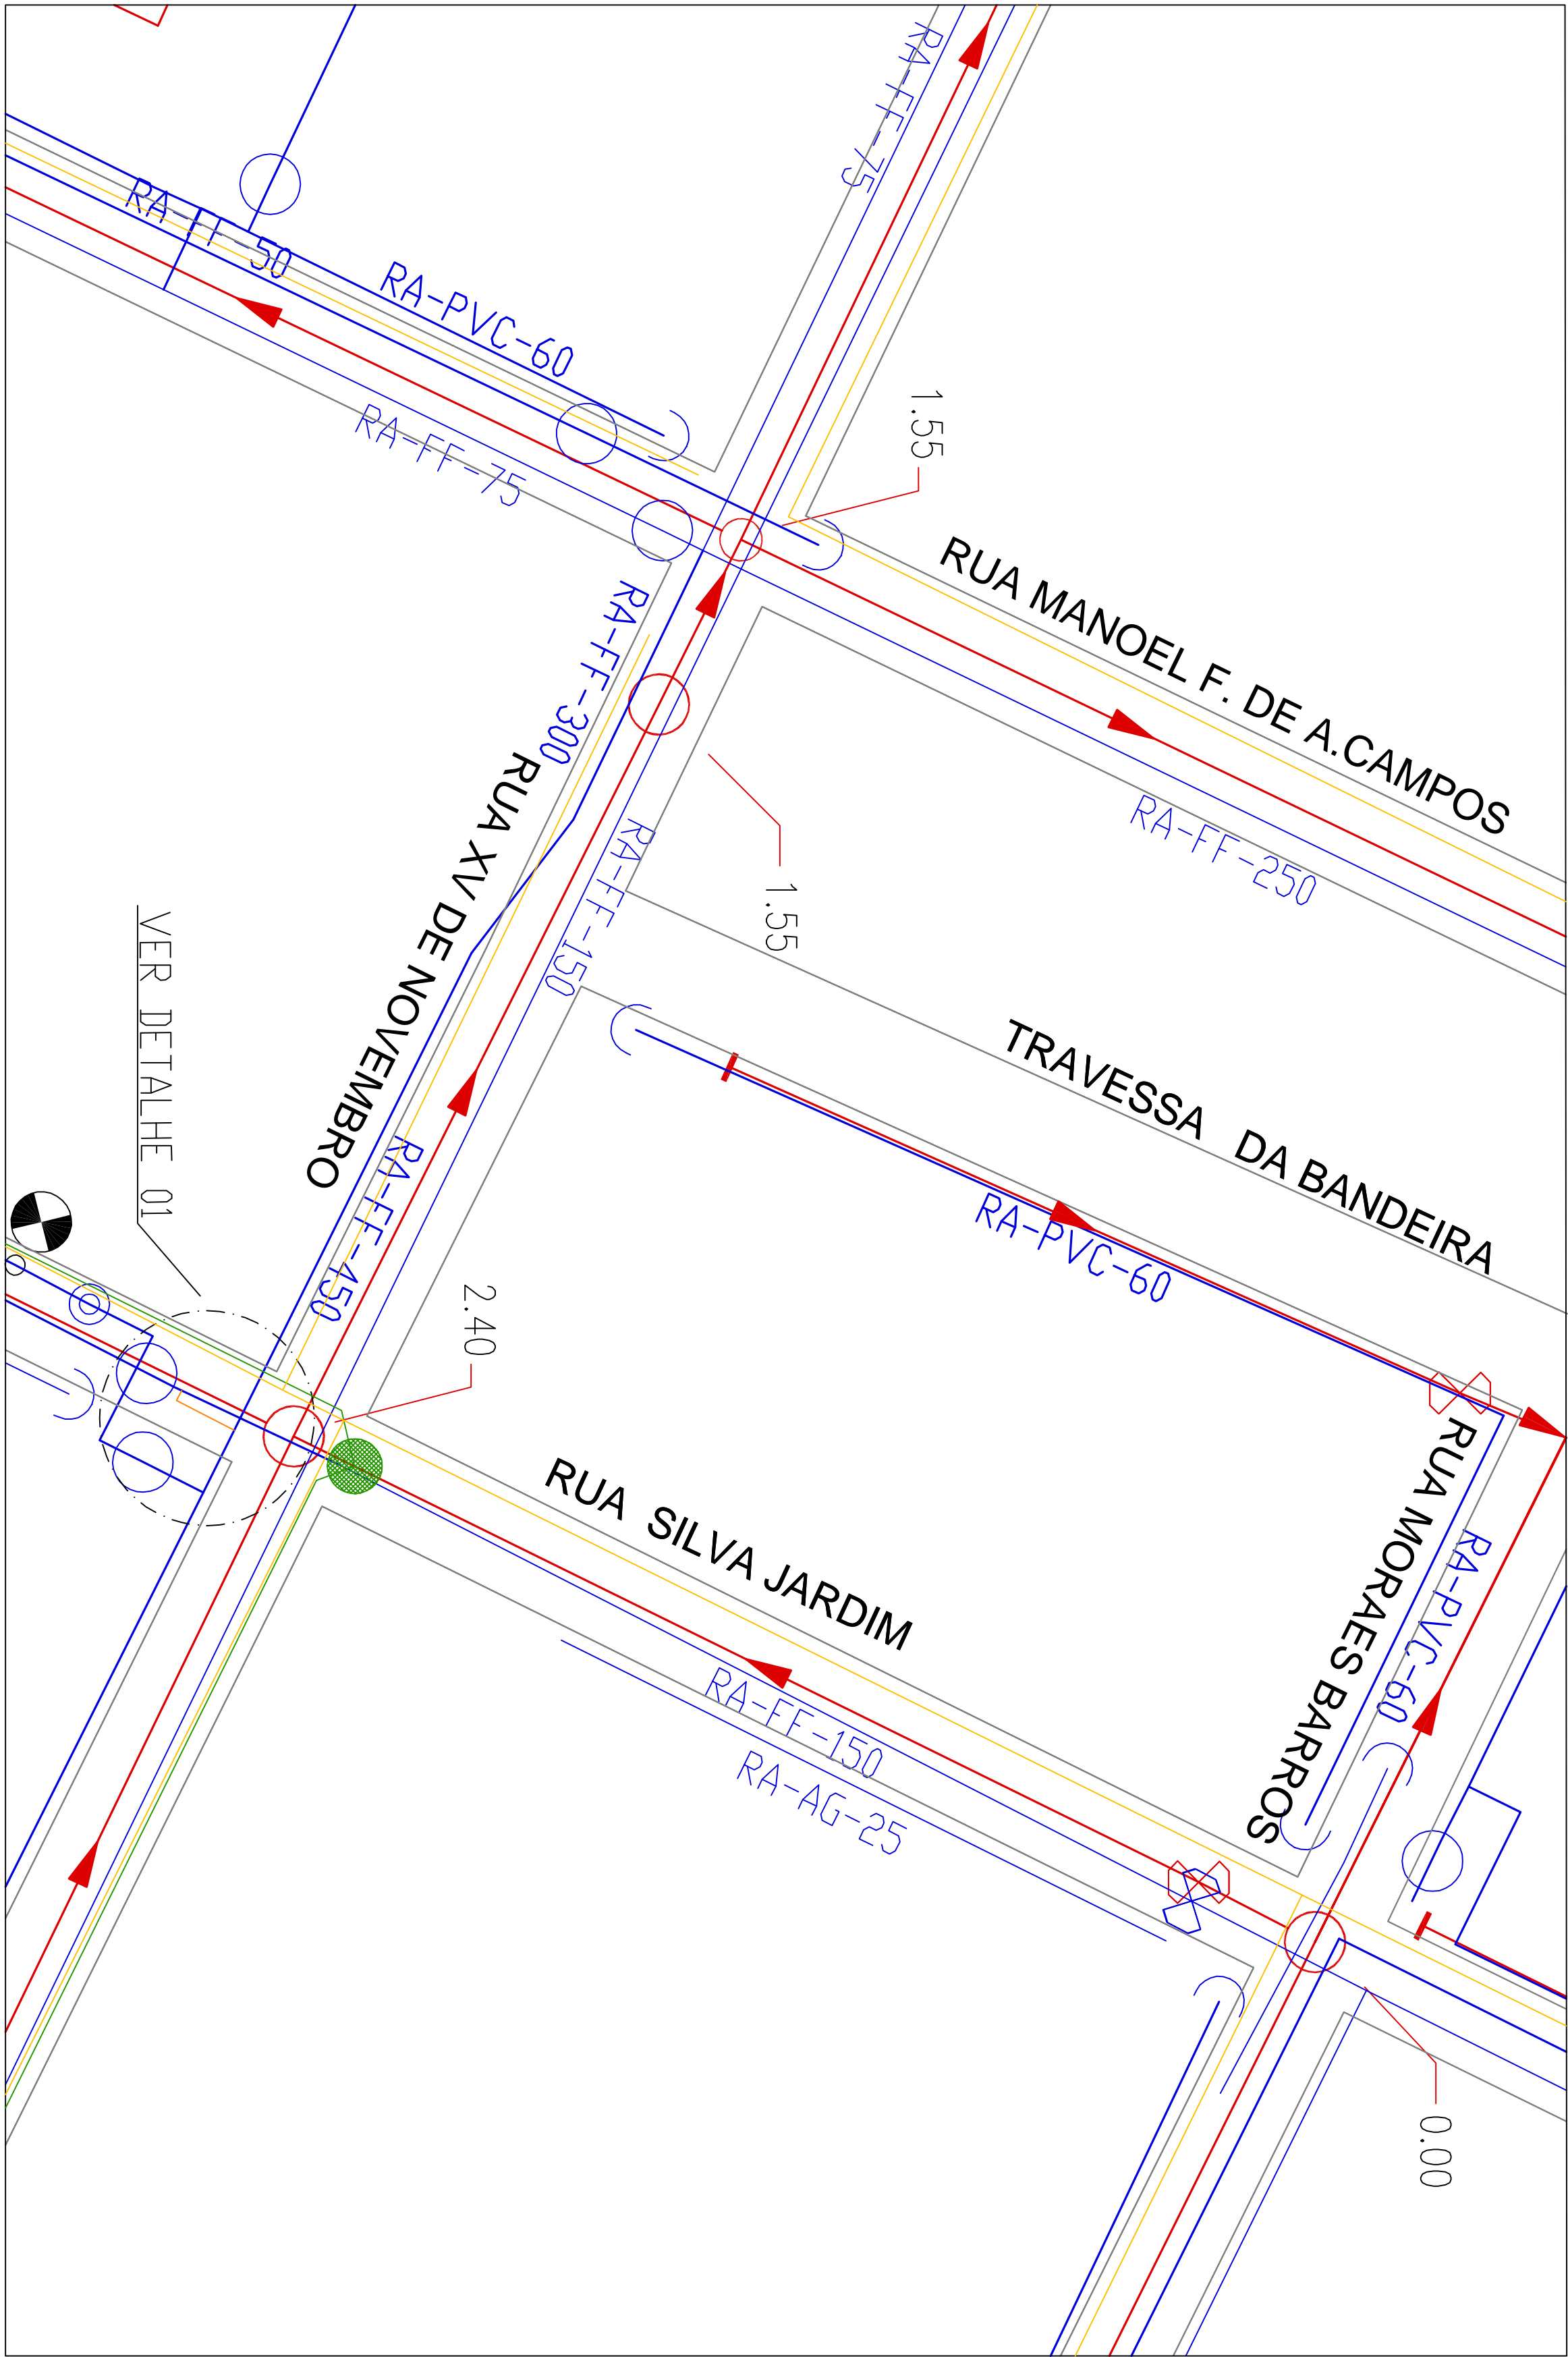 RA-FF-75
RA-FF-50
RA-PVC-60
RA-FF-75
1.55
RUA MANOEL F. DE A.CAMPOS
RA-FF-300
RA-FF-250
RUA XV DE NOVEMBRO
RA-FF-150
1.55
VER DETALHE 01
TRAVESSA DA BANDEIRA
RA-PVC-60
RA-FF-450
2.40
RUA SILVA JARDIM
RUA MORAES BARROS
RA-PVC-60
RA-FF-150
RA-AG-25
0.00